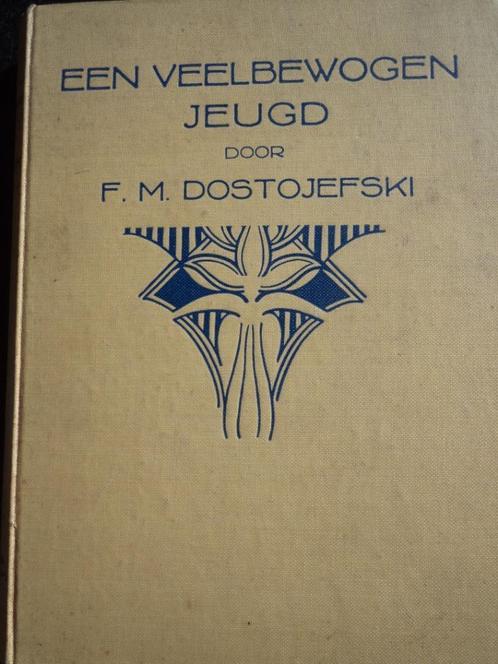 EEN VEELBEWOGEN
JEUGD
DOOR
F. M. DOSTOJEFSKI